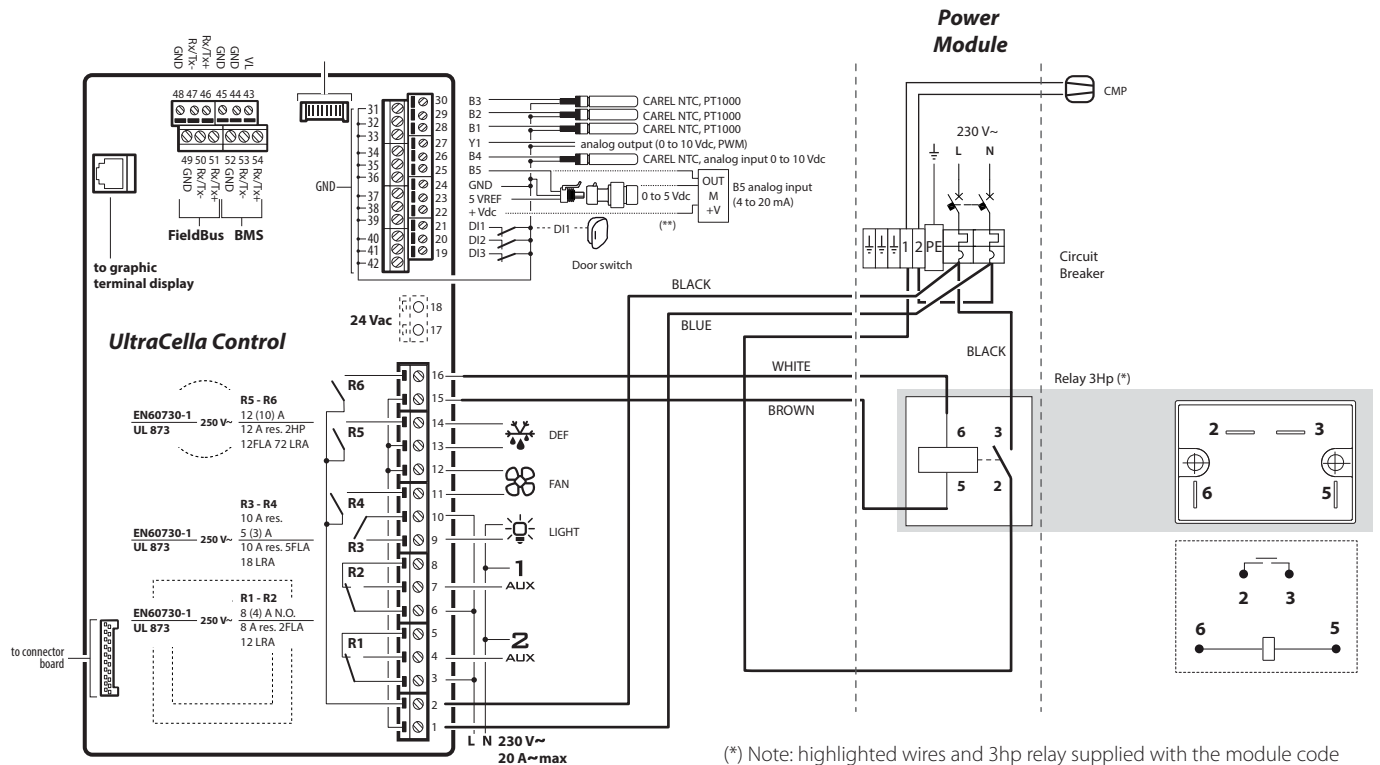 Power
Module
GND
Rx/Tx-
Rx/Tx+
GND
GND
VL
48 47 46 45 44 43
49 50 51 52 53 54
GND
Rx/Tx-
Rx/Tx+
GND
Rx/Tx-
Rx/Tx+
FieldBus BMS
to graphic
terminal display
UltraCella Control
31
32
33
34
35
36
37
38
39
40
41
42
GND
30
29
28
27
26
25
24
23
22
21
20
19
B3 CAREL NTC, PT1000
B2 CAREL NTC, PT1000
B1 CAREL NTC, PT1000
Y1 analog output (0 to 10 Vdc, PWM)
B4 CAREL NTC, analog input 0 to 10 Vdc
B5
GND
5 VREF 0 to 5 Vdc
+ Vdc (**)
OUT
M
+V
B5 analog input
(4 to 20 mA)
DI1 DI1
DI2
DI3
Door switch
24 Vac
18
17
CMP
230 V~
L N
1 2 PE
Circuit
Breaker
BLACK
BLUE
WHITE
BROWN
BLACK
Relay 3Hp (*)
6 3
5 2
2 3
6 5
2 3
6 5
R5 - R6
EN60730-1
UL 873
250 V~
12 (10) A
12 A res. 2HP
12FLA 72 LRA
R3 - R4
10 A res.
EN60730-1
UL 873
250 V~
5 (3) A
10 A res. 5FLA
18 LRA
R1 - R2
EN60730-1
UL 873
250 V~
8 (4) A N.O.
8 A res. 2FLA
12 LRA
to connector
board
R6
R5
R4
R3
R2
R1
16
15
14
13
12
11
10
9
8
7
6
5
4
3
2
1
DEF
FAN
LIGHT
1
AUX
2
AUX
L N 230 V~
20 A~max
(*) Note: highlighted wires and 3hp relay supplied with the module code